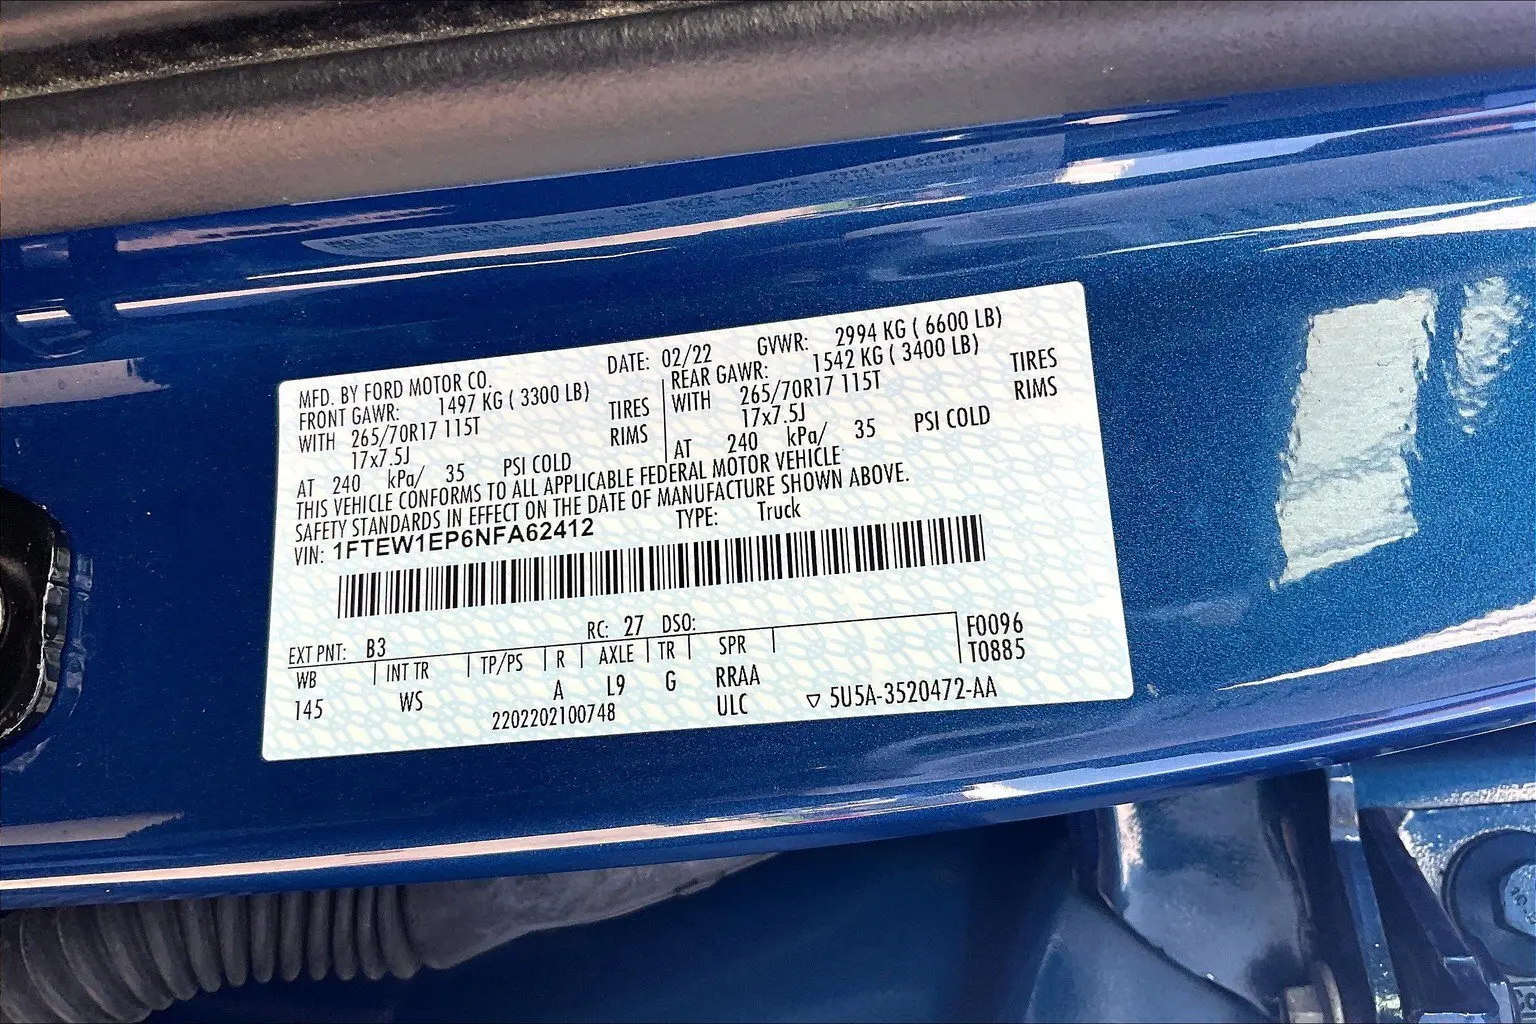 MFD. BY FORD MOTOR CO. DATE: 02/22 GVWR: 2994 KG ( 6600 LB)
FRONT GAWR: 1497 KG ( 3300 LB) REAR GAWR: 1542 KG ( 3400 LB)
WITH 265/70R17 115T TIRES WITH 265/70R17 115T TIRES
17x7.5J RIMS 17x7.5J RIMS
AT 240 kPa/ 35 PSI COLD AT 240 kPa/ 35 PSI COLD
THIS VEHICLE CONFORMS TO ALL APPLICABLE FEDERAL MOTOR VEHICLE
SAFETY STANDARDS IN EFFECT ON THE DATE OF MANUFACTURE SHOWN ABOVE.
VIN: 1FTEW1EP6NFA62412 TYPE: Truck
EXT PNT: B3 RC: 27 DSO: F0096
WB INT TR TP/PS R AXLE TR SPR T0885
145 WS A L9 G RRAA
2202202100748 ULC ▽ 5U5A-3520472-AA